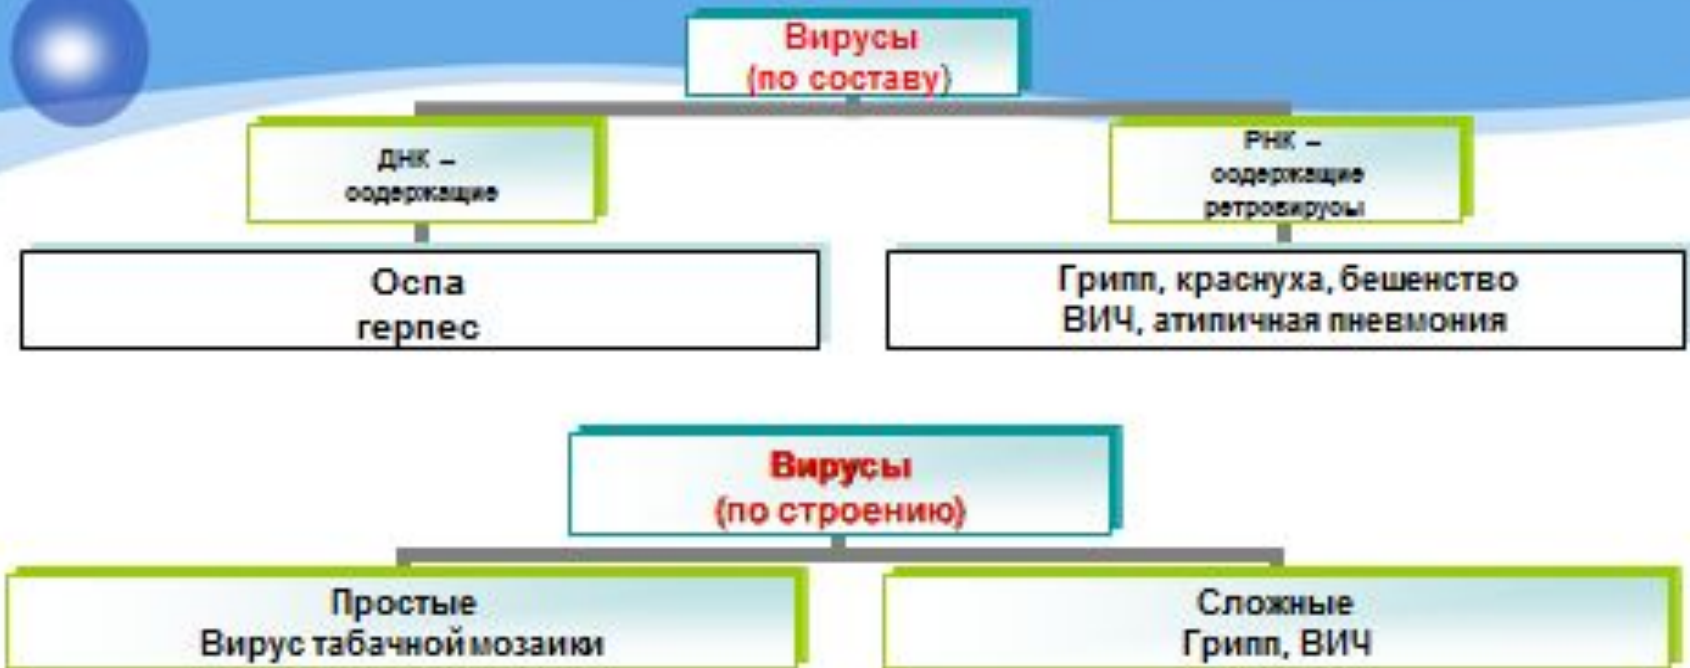 Вирусы
(по составу)
ДНК –
содержащие
РНК –
содержащие
ретровирусы
Оспа
герпес
Грипп, краснуха, бешенство
ВИЧ, атипичная пневмония
Вирусы
(по строению)
Простые
Вирус табачной мозаики
Сложные
Грипп, ВИЧ